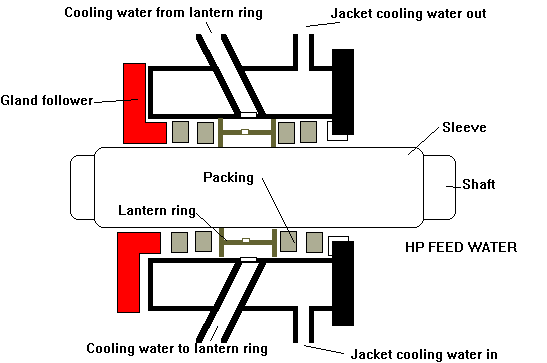 Cooling water from lantern ring
Jacket cooling water out
Gland follower
Sleeve
Packing
Shaft
Lantern ring
HP FEED WATER
Cooling water to lantern ring
Jacket cooling water in